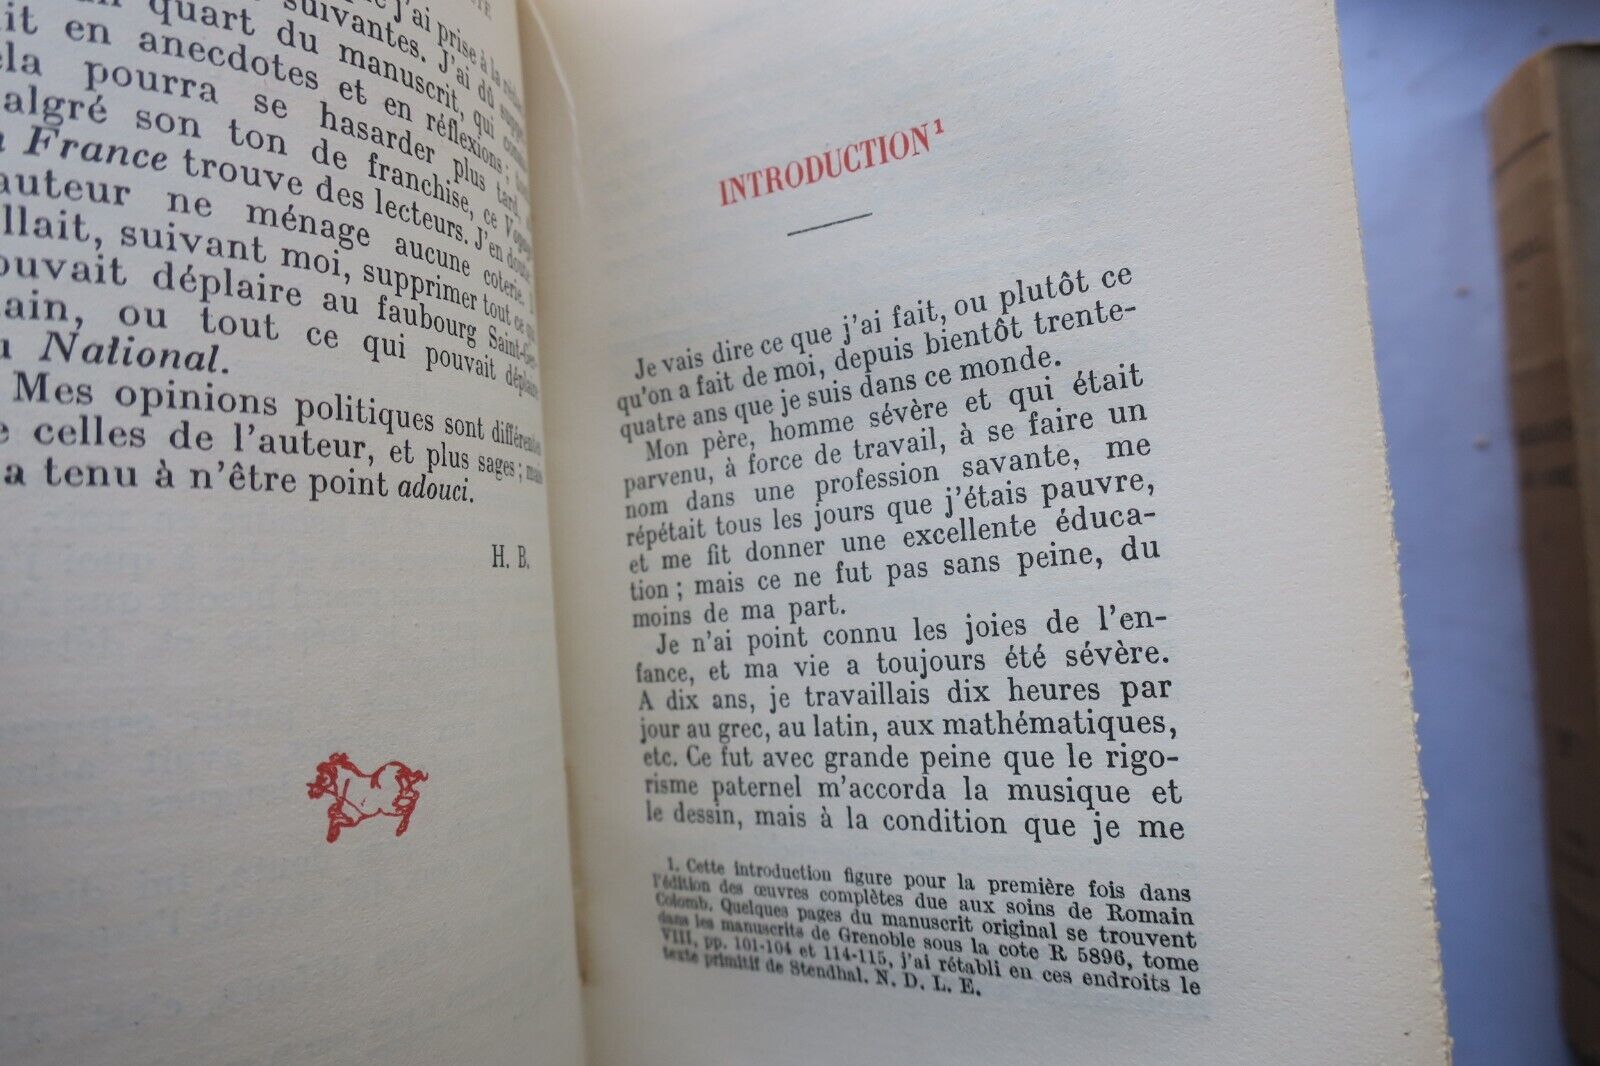 j'ai prise à la
suivantes. J'ai dû
quart du manuscrit, qui
en anecdotes et en réflexions ;
pourra se hasarder plus tard,
son ton de franchise, ce
France trouve des lecteurs. J'en doute.
auteur ne ménage aucune coterie.
suivant moi, supprimer tout ce qui
déplaire au faubourg Saint-Ger-
ou tout ce qui pouvait déplaire
National.
Mes opinions politiques sont différentes
celles de l'auteur, et plus sages ; mais
a tenu à n'être point adouci.
H. B.
INTRODUCTION¹
Je vais dire ce que j'ai fait, ou plutôt ce
qu'on a fait de moi, depuis bientôt trente-
quatre ans que je suis dans ce monde.
Mon père, homme sévère et qui était
parvenu, à force de travail, à se faire un
nom dans une profession savante, me
répétait tous les jours que j'étais pauvre,
et me fit donner une excellente éduca-
tion ; mais ce ne fut pas sans peine, du
moins de ma part.
Je n'ai point connu les joies de l'en-
fance, et ma vie a toujours été sévère.
A dix ans, je travaillais dix heures par
jour au grec, au latin, aux mathématiques,
etc. Ce fut avec grande peine que le rigo-
risme paternel m'accorda la musique et
le dessin, mais à la condition que je me
1. Cette introduction figure pour la première fois dans
l'édition des œuvres complètes due aux soins de Romain
Colomb. Quelques pages du manuscrit original se trouvent
dans les manuscrits de Grenoble sous la cote R 5896, tome
VIII, pp. 101-104 et 114-115, j'ai rétabli en ces endroits le
texte primitif de Stendhal. N. D. L. E.